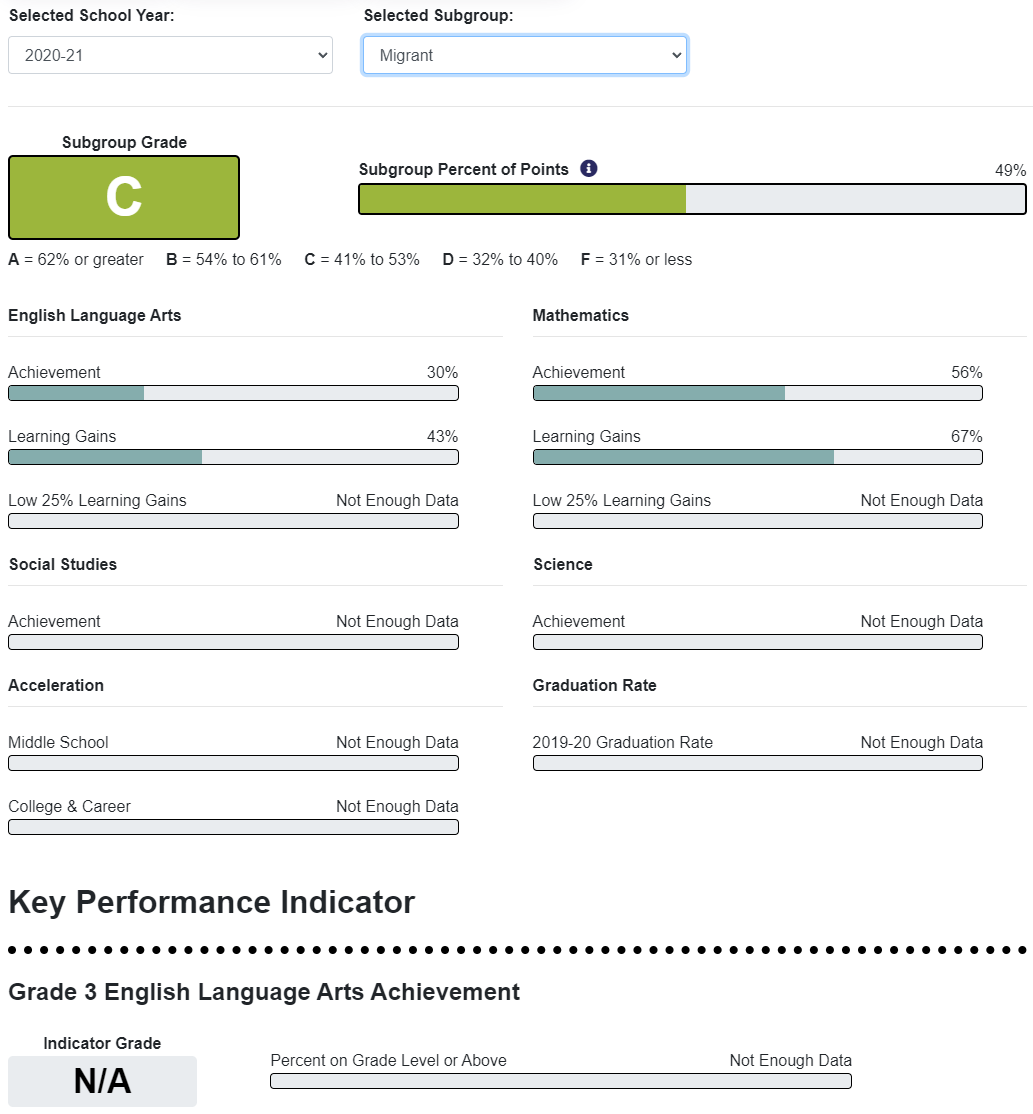 Selected School Year: Selected Subgroup:
2020-21 Migrant
Subgroup Grade
C
Subgroup Percent of Points 49%
A = 62% or greater B = 54% to 61% C = 41% to 53% D = 32% to 40% F = 31% or less
English Language Arts
Achievement 30%
Learning Gains 43%
Low 25% Learning Gains Not Enough Data
Mathematics
Achievement 56%
Learning Gains 67%
Low 25% Learning Gains Not Enough Data
Social Studies
Achievement Not Enough Data
Science
Achievement Not Enough Data
Acceleration
Middle School Not Enough Data
College & Career Not Enough Data
Graduation Rate
2019-20 Graduation Rate Not Enough Data
Key Performance Indicator
Grade 3 English Language Arts Achievement
Indicator Grade
N/A
Percent on Grade Level or Above Not Enough Data